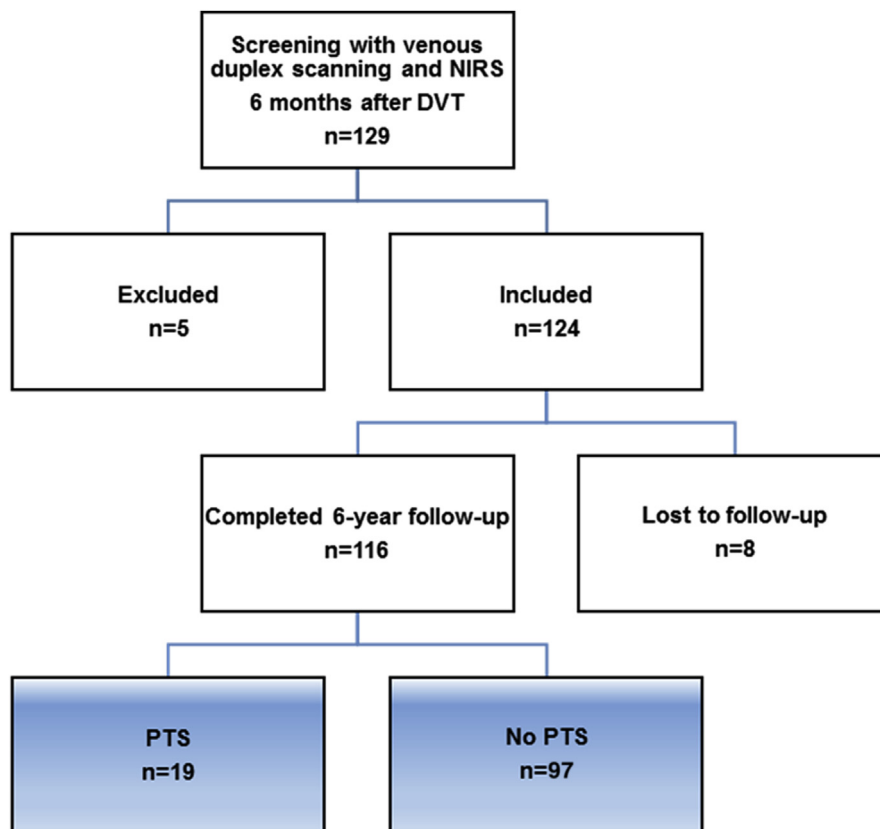 Screening with venous
duplex scanning and NIRS
6 months after DVT
n=129
Excluded
n=5
Included
n=124
Completed 6-year follow-up
n=116
Lost to follow-up
n=8
PTS
n=19
No PTS
n=97